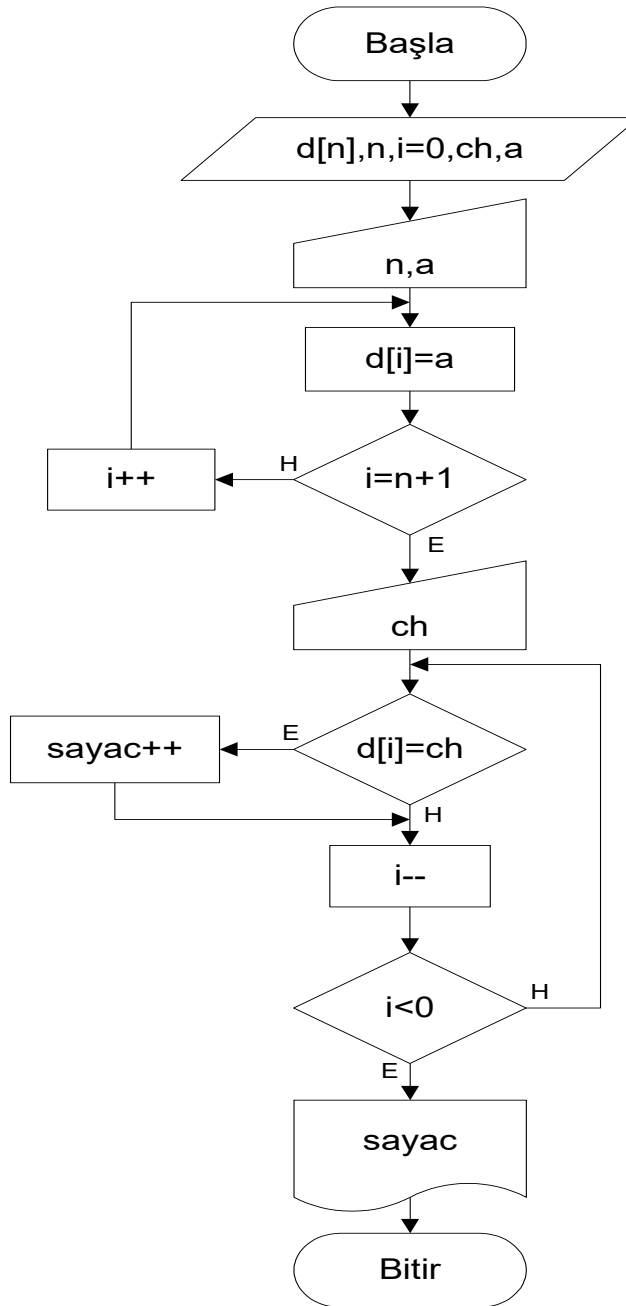 Başla
d[n],n,i=0,ch,a
n,a
d[i]=a
i=n+1
H
i++
E
ch
d[i]=ch
E
sayac++
H
i--
i<0
H
E
sayac
Bitir